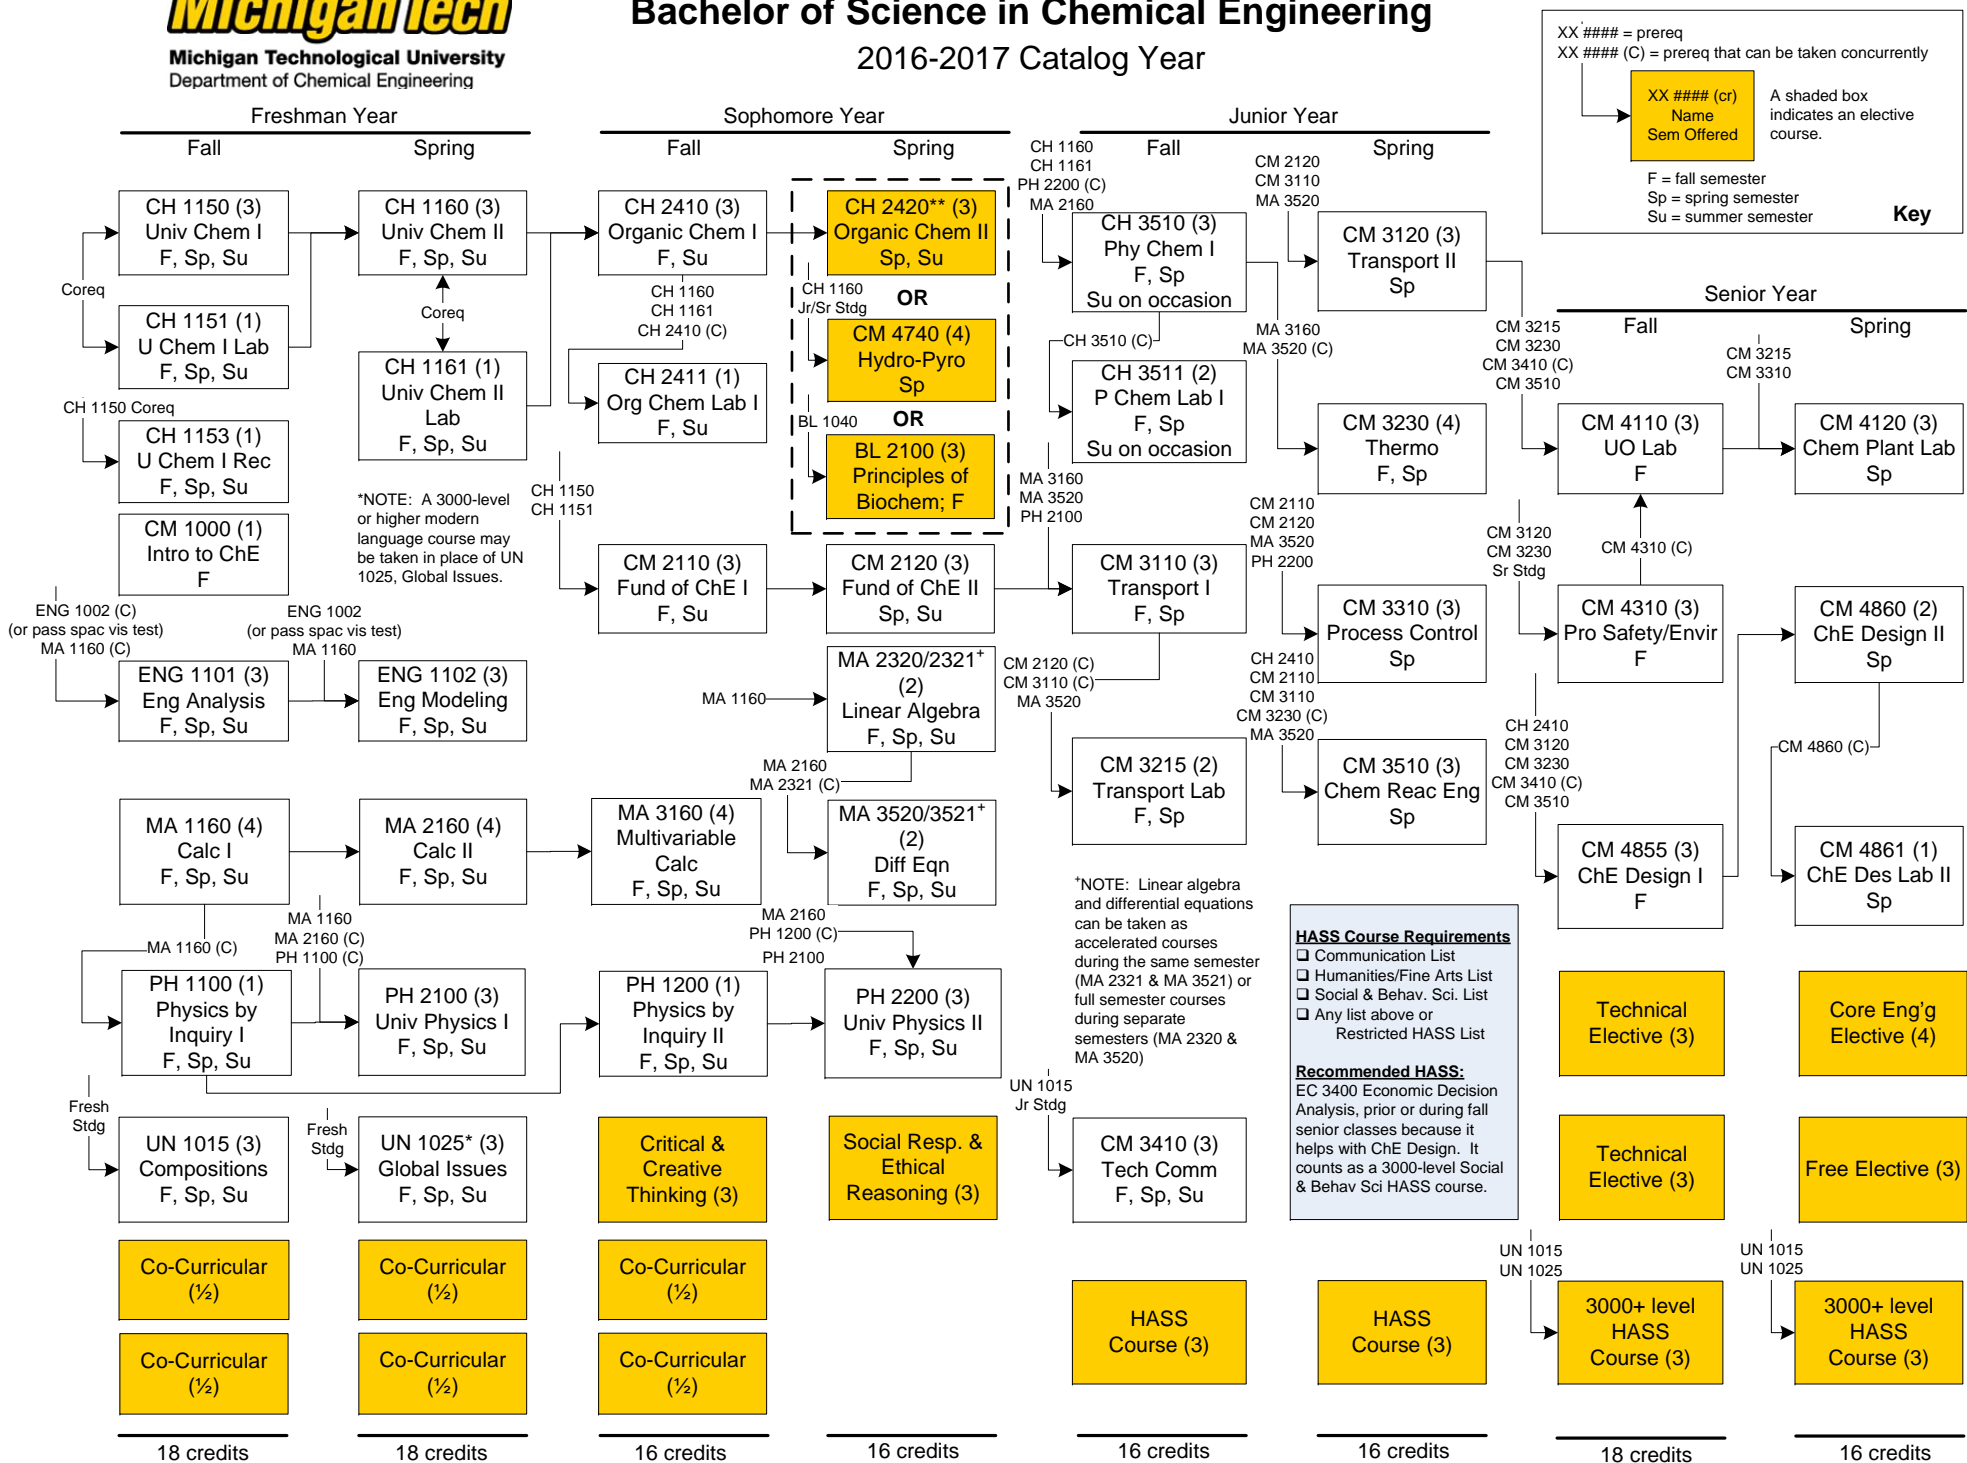 Michigan Tech
Michigan Technological University
Department of Chemical Engineering
Bachelor of Science in Chemical Engineering
2016-2017 Catalog Year
XX #### = prereq
XX #### (C) = prereq that can be taken concurrently
XX #### (cr)
Name
Sem Offered
A shaded box
indicates an elective
course.
F = fall semester
Sp = spring semester
Su = summer semester
Key
Freshman Year
Fall
Spring
Sophomore Year
Fall
Spring
Junior Year
Fall
Spring
Senior Year
Fall
Spring
CH 1150 (3)
Univ Chem I
F, Sp, Su
Coreq
CH 1151 (1)
U Chem I Lab
F, Sp, Su
CH 1150 Coreq
CH 1153 (1)
U Chem I Rec
F, Sp, Su
CM 1000 (1)
Intro to ChE
F
ENG 1002 (C)
(or pass spac vis test)
MA 1160 (C)
ENG 1101 (3)
Eng Analysis
F, Sp, Su
MA 1160 (4)
Calc I
F, Sp, Su
MA 1160 (C)
PH 1100 (1)
Physics by
Inquiry I
F, Sp, Su
Fresh
Stdg
UN 1015 (3)
Compositions
F, Sp, Su
Co-Curricular
(½)
Co-Curricular
(½)
18 credits
CH 1160 (3)
Univ Chem II
F, Sp, Su
Coreq
CH 1161 (1)
Univ Chem II
Lab
F, Sp, Su
*NOTE: A 3000-level
or higher modern
language course may
be taken in place of UN
1025, Global Issues.
ENG 1002
(or pass spac vis test)
MA 1160
ENG 1102 (3)
Eng Modeling
F, Sp, Su
MA 2160 (4)
Calc II
F, Sp, Su
MA 1160
MA 2160 (C)
PH 1100 (C)
PH 2100 (3)
Univ Physics I
F, Sp, Su
Fresh
Stdg
UN 1025* (3)
Global Issues
F, Sp, Su
Co-Curricular
(½)
Co-Curricular
(½)
18 credits
CH 2410 (3)
Organic Chem I
F, Su
CH 1160
CH 1161
CH 2410 (C)
CH 2411 (1)
Org Chem Lab I
F, Su
CH 1150
CH 1151
CM 2110 (3)
Fund of ChE I
F, Su
MA 3160 (4)
Multivariable
Calc
F, Sp, Su
PH 1200 (1)
Physics by
Inquiry II
F, Sp, Su
Critical &
Creative
Thinking (3)
Co-Curricular
(½)
Co-Curricular
(½)
16 credits
CH 2420** (3)
Organic Chem II
Sp, Su
CH 1160
Jr/Sr Stdg
OR
CM 4740 (4)
Hydro-Pyro
Sp
BL 1040
OR
BL 2100 (3)
Principles of
Biochem; F
CM 2120 (3)
Fund of ChE II
Sp, Su
MA 1160
MA 2320/2321+
(2)
Linear Algebra
F, Sp, Su
MA 2160
MA 2321 (C)
MA 3520/3521+
(2)
Diff Eqn
F, Sp, Su
MA 2160
PH 1200 (C)
PH 2100
PH 2200 (3)
Univ Physics II
F, Sp, Su
Social Resp. &
Ethical
Reasoning (3)
16 credits
CH 1160
CH 1161
PH 2200 (C)
MA 2160
CH 3510 (3)
Phy Chem I
F, Sp
Su on occasion
CH 3510 (C)
CH 3511 (2)
P Chem Lab I
F, Sp
Su on occasion
MA 3160
MA 3520
PH 2100
CM 3110 (3)
Transport I
F, Sp
CM 2120 (C)
CM 3110 (C)
MA 3520
CM 3215 (2)
Transport Lab
F, Sp
+NOTE: Linear algebra
and differential equations
can be taken as
accelerated courses
during the same semester
(MA 2321 & MA 3521) or
full semester courses
during separate
semesters (MA 2320 &
MA 3520)
UN 1015
Jr Stdg
CM 3410 (3)
Tech Comm
F, Sp, Su
HASS
Course (3)
16 credits
CM 2120
CM 3110
MA 3520
CM 3120 (3)
Transport II
Sp
MA 3160
MA 3520 (C)
CM 3230 (4)
Thermo
F, Sp
CM 2110
CM 2120
MA 3520
PH 2200
CM 3310 (3)
Process Control
Sp
CH 2410
CM 2110
CM 3110
CM 3230 (C)
MA 3520
CM 3510 (3)
Chem Reac Eng
Sp
HASS Course Requirements
❑ Communication List
❑ Humanities/Fine Arts List
❑ Social & Behav. Sci. List
❑ Any list above or
Restricted HASS List
Recommended HASS:
EC 3400 Economic Decision
Analysis, prior or during fall
senior classes because it
helps with ChE Design. It
counts as a 3000-level Social
& Behav Sci HASS course.
HASS
Course (3)
16 credits
CM 3215
CM 3230
CM 3410 (C)
CM 3510
CM 4110 (3)
UO Lab
F
CM 4310 (C)
CM 3120
CM 3230
Sr Stdg
CM 4310 (3)
Pro Safety/Envir
F
CH 2410
CM 3120
CM 3230
CM 3410 (C)
CM 3510
CM 4855 (3)
ChE Design I
F
Technical
Elective (3)
Technical
Elective (3)
UN 1015
UN 1025
3000+ level
HASS
Course (3)
18 credits
CM 3215
CM 3310
CM 4120 (3)
Chem Plant Lab
Sp
CM 4860 (2)
ChE Design II
Sp
CM 4860 (C)
CM 4861 (1)
ChE Des Lab II
Sp
Core Eng'g
Elective (4)
Free Elective (3)
UN 1015
UN 1025
3000+ level
HASS
Course (3)
16 credits